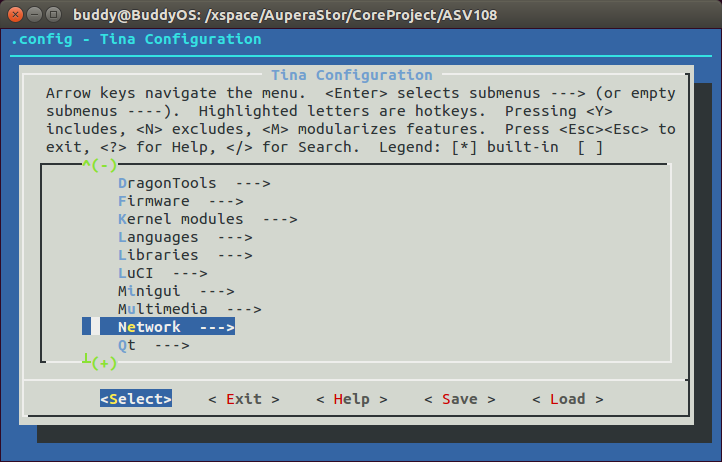 buddy@BuddyOS: /xspace/AuperaStor/CoreProject/ASV108
.config - Tina Configuration
Tina Configuration
Arrow keys navigate the menu.  <Enter> selects submenus ---> (or empty
submenus ----).  Highlighted letters are hotkeys.  Pressing <Y>
includes, <N> excludes, <M> modularizes features.  Press <Esc><Esc> to
exit, <?> for Help, </> for Search.  Legend: [*] built-in  [ ]
^(-)
DragonTools  --->
Firmware  --->
Kernel modules  --->
Languages  --->
Libraries  --->
LuCI  --->
Minigui  --->
Multimedia  --->
Network  --->
Qt  --->
┴(+)
<Select>    < Exit >    < Help >    < Save >    < Load >